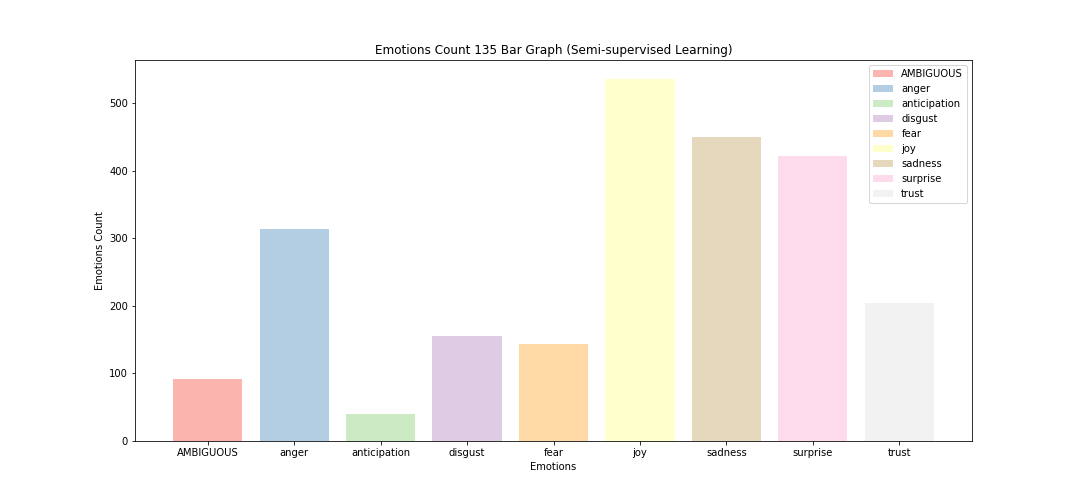 Emotions Count 135 Bar Graph (Semi-supervised Learning)
AMBIGUOUS
anger
anticipation
disgust
fear
joy
sadness
surprise
trust
Emotions Count
500
400
300
200
100
0
AMBIGUOUS anger anticipation disgust fear joy sadness surprise trust
Emotions